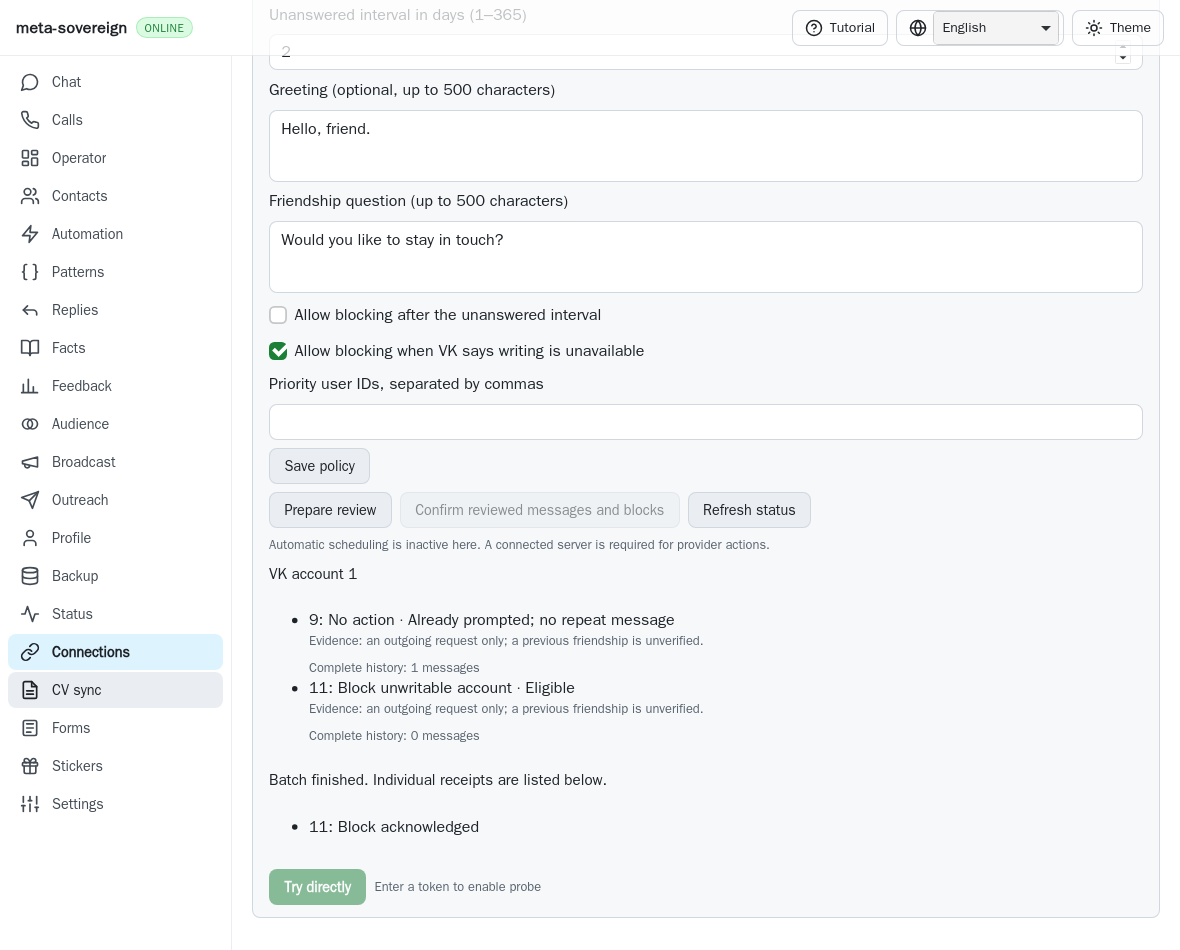 meta-sovereign
ONLINE
Unanswered interval in days (1–365)
Tutorial
English
Theme
2
Chat
Calls
Operator
Contacts
Automation
Patterns
Replies
Facts
Feedback
Audience
Broadcast
Outreach
Profile
Backup
Status
Connections
CV sync
Forms
Stickers
Settings
Greeting (optional, up to 500 characters)
Hello, friend.
Friendship question (up to 500 characters)
Would you like to stay in touch?
Allow blocking after the unanswered interval
Allow blocking when VK says writing is unavailable
Priority user IDs, separated by commas
Save policy
Prepare review
Confirm reviewed messages and blocks
Refresh status
Automatic scheduling is inactive here. A connected server is required for provider actions.
VK account 1
9: No action · Already prompted; no repeat message
Evidence: an outgoing request only; a previous friendship is unverified.
Complete history: 1 messages
11: Block unwritable account · Eligible
Evidence: an outgoing request only; a previous friendship is unverified.
Complete history: 0 messages
Batch finished. Individual receipts are listed below.
11: Block acknowledged
Try directly
Enter a token to enable probe